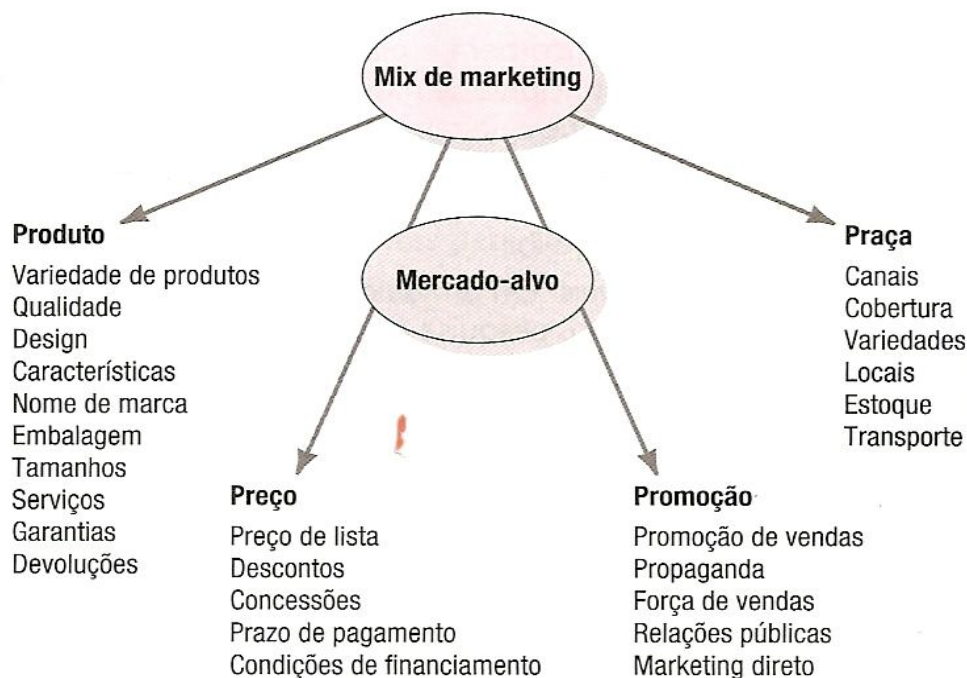 Mix de marketing
Mercado-alvo
Produto
Variedade de produtos
Qualidade
Design
Características
Nome de marca
Embalagem
Tamanhos
Serviços
Garantias
Devoluções
Preço
Preço de lista
Descontos
Concessões
Prazo de pagamento
Condições de financiamento
Promoção
Promoção de vendas
Propaganda
Força de vendas
Relações públicas
Marketing direto
Praça
Canais
Cobertura
Variedades
Locais
Estoque
Transporte